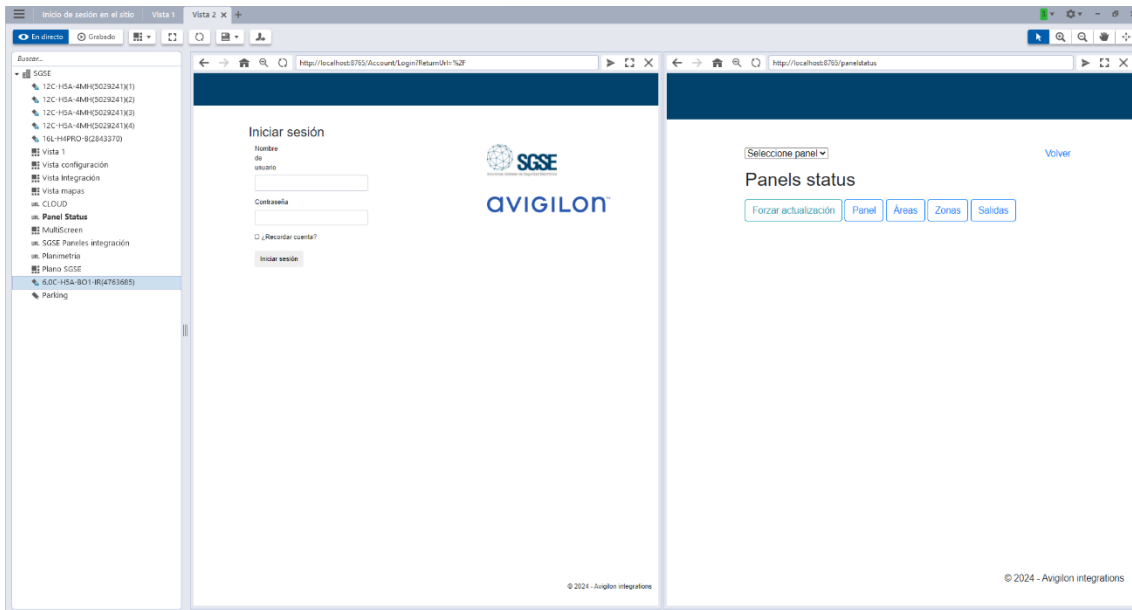 Inicio de sesión en el sitio
Vista 1
Vista 2
En directo
Grabado
Buscar...
SGSE
12C-H5A-4MH(5029241)(1)
12C-H5A-4MH(5029241)(2)
12C-H5A-4MH(5029241)(3)
12C-H5A-4MH(5029241)(4)
16L-H4PRO-B(2843370)
Vista 1
Vista configuración
Vista Integración
Vista mapas
URL CLOUD
URL Panel Status
MultiScreen
URL SGSE Paneles integración
URL Planimetria
Plano SGSE
6.0C-H5A-BO1-IR(4763685)
Parking
http://localhost:8765/Account/Login?ReturnUrl=%2F
Iniciar sesión
Nombre
de
usuario
Contraseña
¿Recordar cuenta?
Iniciar sesión
SGSE
AVIGILON
© 2024 - Avigilon integrations
http://localhost:8765/panelstatus
Seleccione panel
Volver
Panels status
Forzar actualización
Panel
Áreas
Zonas
Salidas
© 2024 - Avigilon integrations